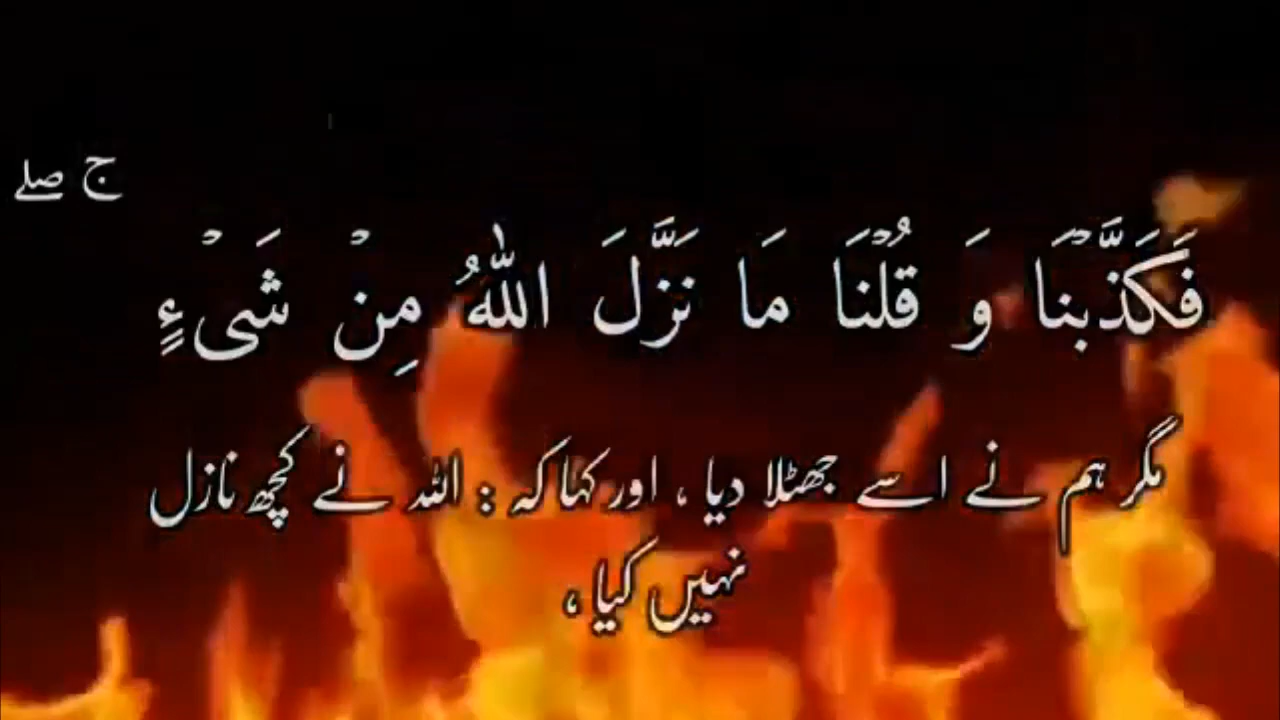 ج صلے
فَكَذَّبْنَا وَ قُلْنَا مَا نَزَّلَ اللّٰهُ مِنْ شَیْءٍ
مگر ہم نے اسے جھٹلا دیا ، اور کہا کہ : اللہ نے کچھ نازل
نہیں کیا ،